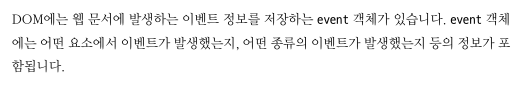 DOM에는 웹 문서에 발생하는 이벤트 정보를 저장하는 event 객체가 있습니다. event 객체
에는 어떤 요소에서 이벤트가 발생했는지, 어떤 종류의 이벤트가 발생했는지 등의 정보가 포
함됩니다.